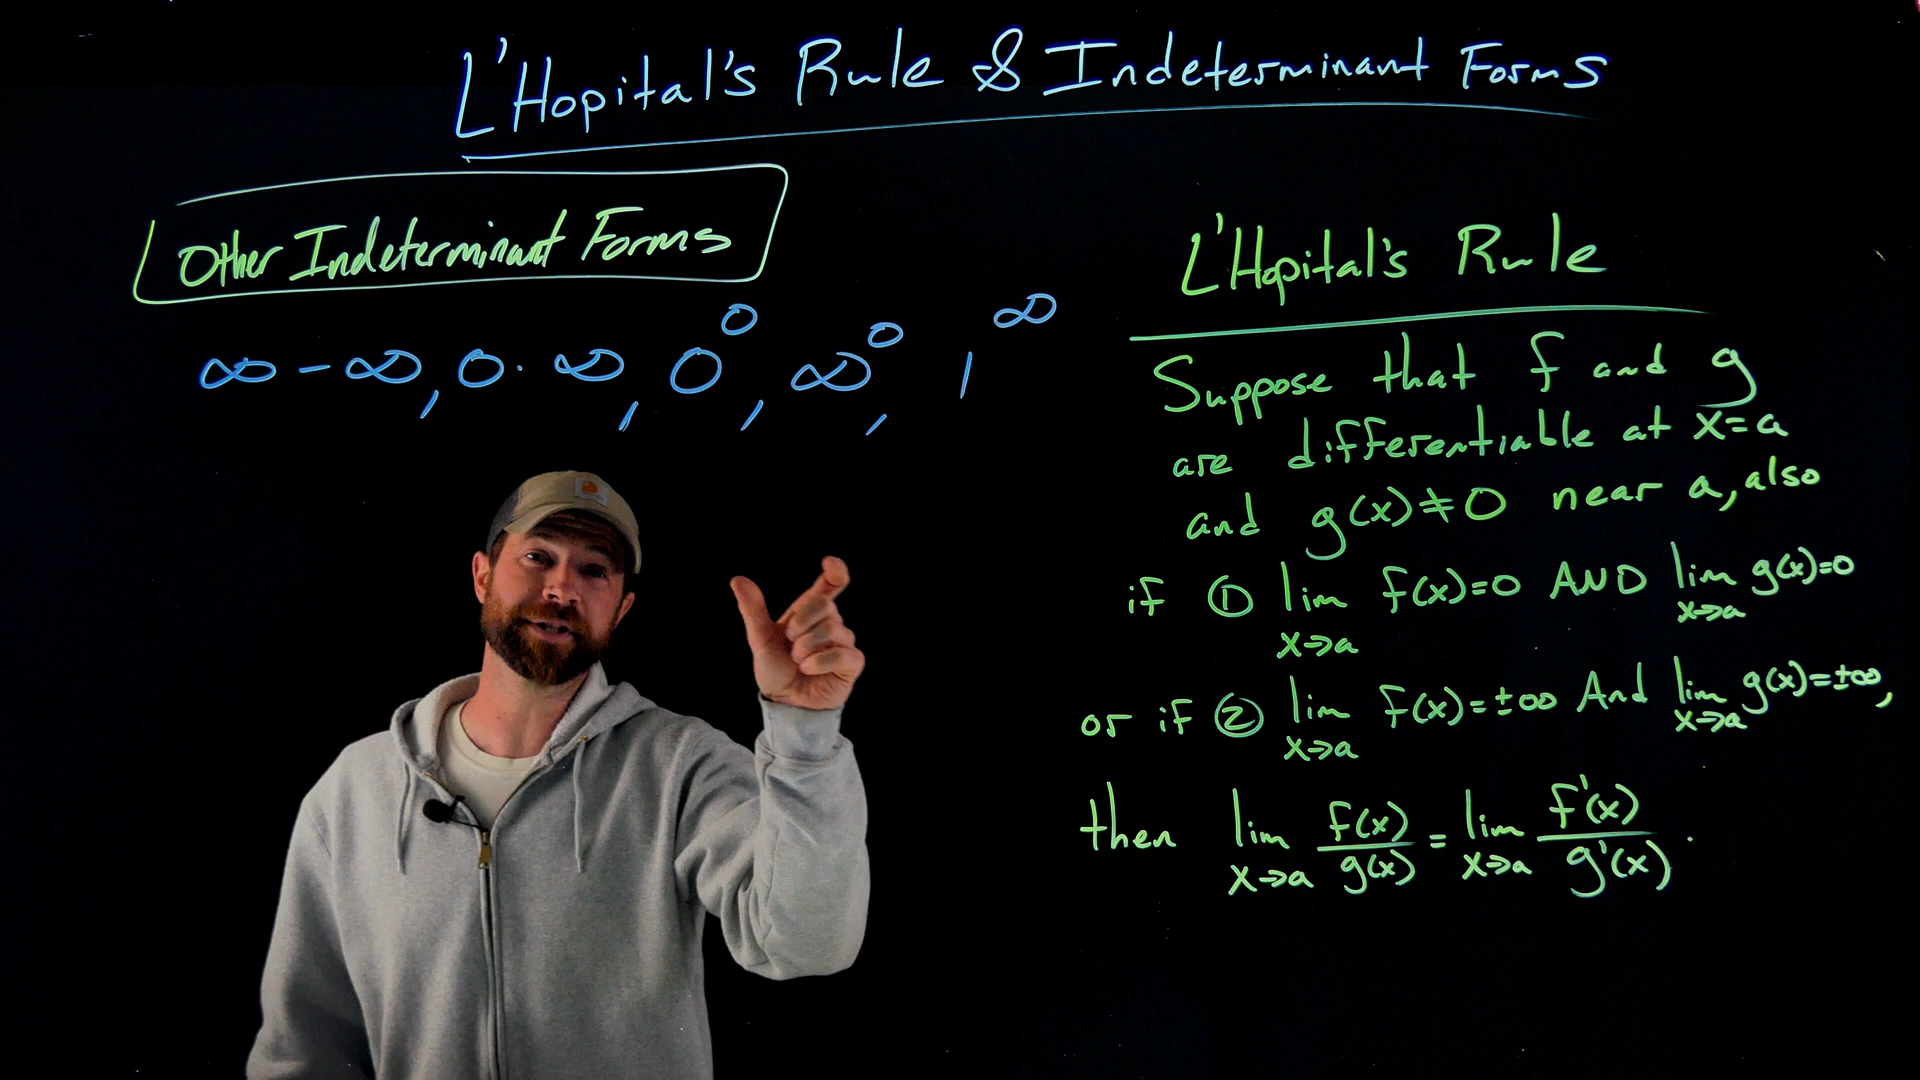 L'Hopital's Rule & Indeterminant Forms
Other Indeterminant Forms
∞ - ∞, 0 · ∞, 0⁰, ∞⁰, 1^∞
L'Hopital's Rule
Suppose that f and g
are differentiable at x=a
and g(x)≠0 near a, also
if ① lim x→a f(x)=0 AND lim x→a g(x)=0
or if ② lim x→a f(x)=±∞ And lim x→a g(x)=±∞,
then lim x→a f(x)/g(x) = lim x→a f'(x)/g'(x).